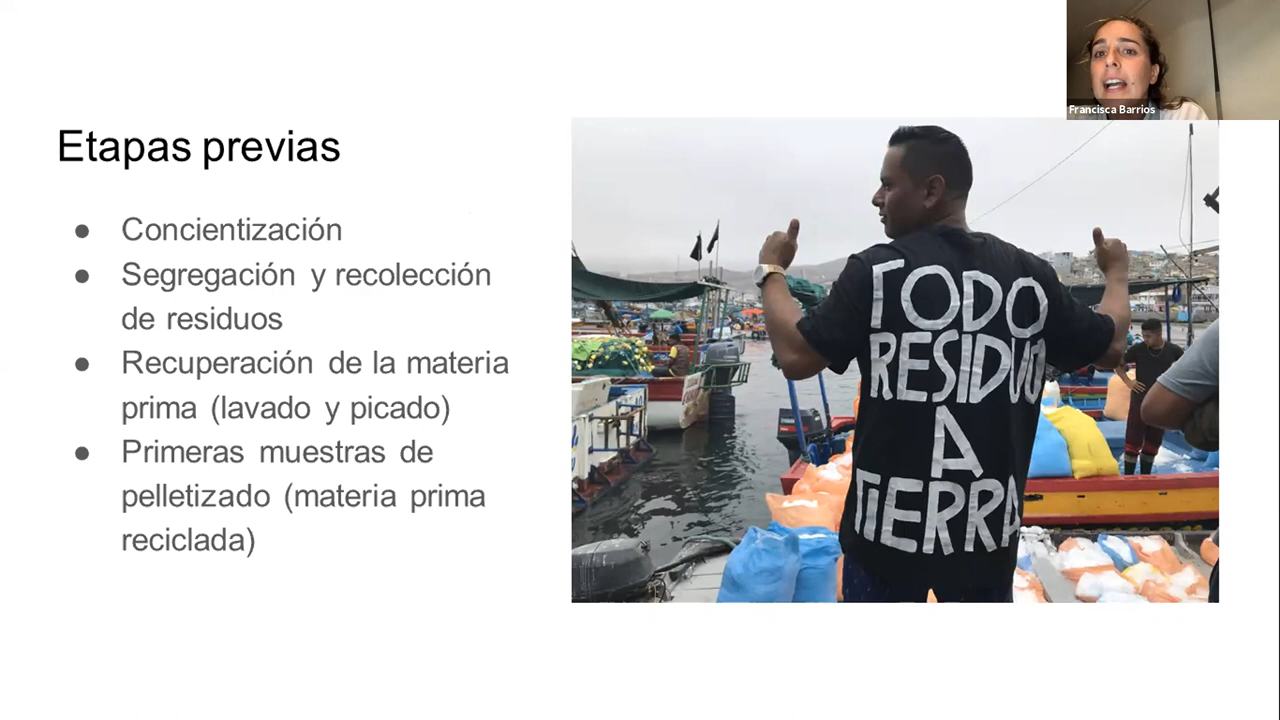 Francisca Barrios
Etapas previas
● Concientización
● Segregación y recolección
de residuos
● Recuperación de la materia
prima (lavado y picado)
● Primeras muestras de
pelletizado (materia prima
reciclada)
TODO
RESIDUO
A
TIERRA